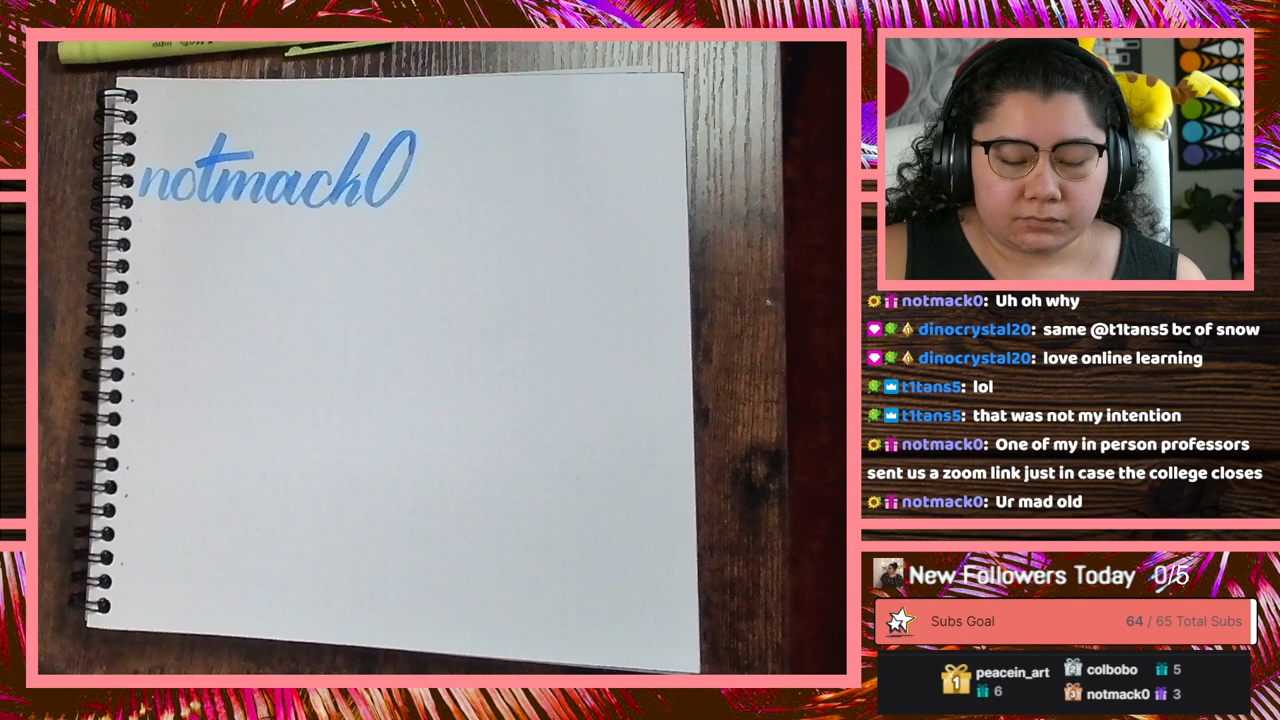 notmack0
notmack0: Uh oh why
dinocrystal20: same @t1tans5 bc of snow
dinocrystal20: love online learning
t1tans5: lol
t1tans5: that was not my intention
notmack0: One of my in person professors
sent us a zoom link just in case the college closes
notmack0: Ur mad old
New Followers Today 0/5
Subs Goal 64 / 65 Total Subs
1 peacein_art 6
2 colbobo 5
3 notmack0 3